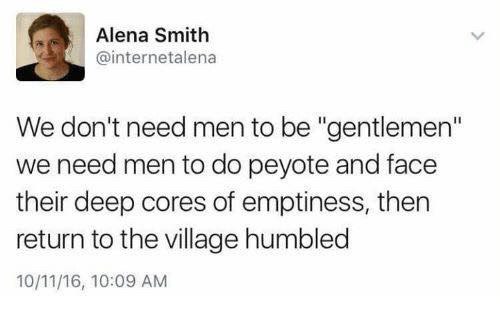 Alena Smith
@internetalena
We don't need men to be "gentlemen"
we need men to do peyote and face
their deep cores of emptiness, then
return to the village humbled
10/11/16, 10:09 AM